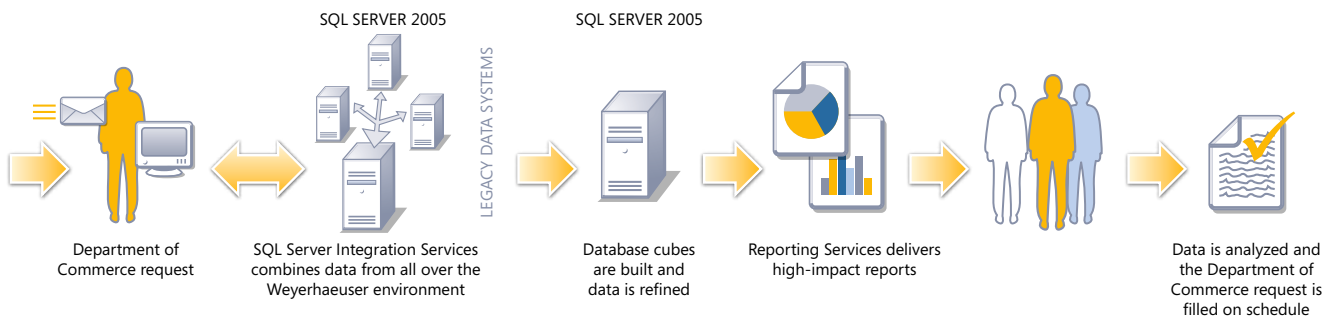 SQL SERVER 2005
SQL SERVER 2005
LEGACY DATA SYSTEMS
Department of
Commerce request
SQL Server Integration Services
combines data from all over the
Weyerhaeuser environment
Database cubes
are built and
data is refined
Reporting Services delivers
high-impact reports
Data is analyzed and
the Department of
Commerce request is
filled on schedule